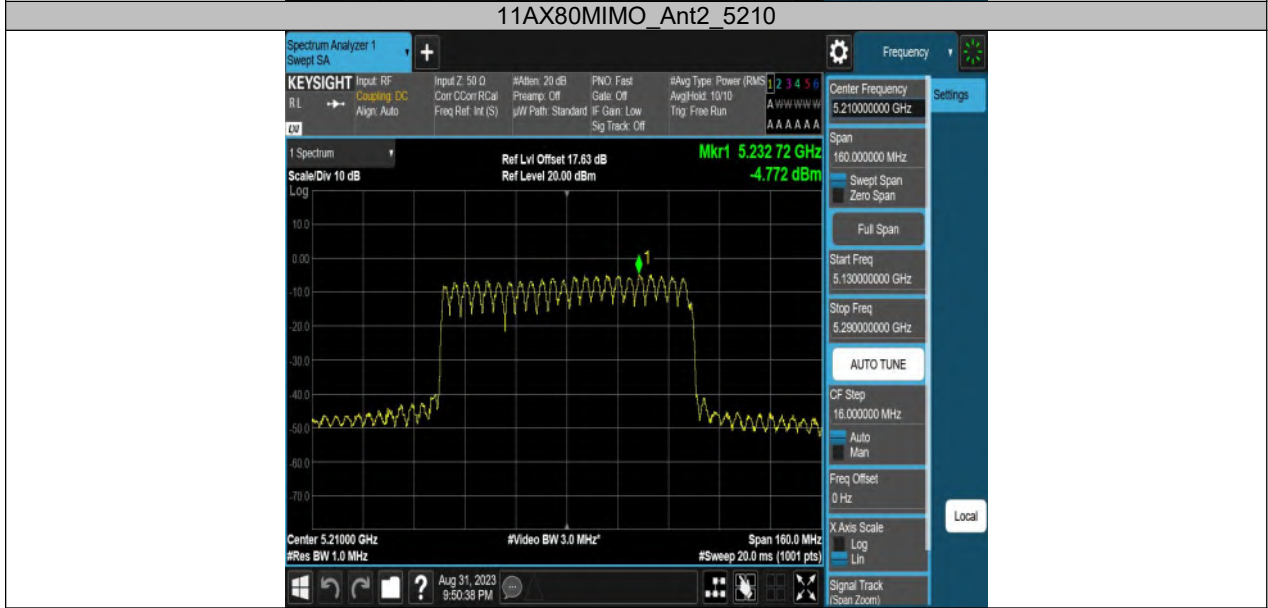 11AX80MIMO_Ant2_5210
Spectrum Analyzer 1
Swept SA
+
Frequency
KEYSIGHT
RL
Input: RF
Coupling: DC
Align: Auto
Input Z: 50 Ω
Corr CCorr RCal
Freq Ref: Int (S)
#Atten: 20 dB
Preamp: Off
µW Path: Standard
PNO: Fast
Gate: Off
IF Gain: Low
Sig Track: Off
#Avg Type: Power (RMS
Avg|Hold: 10/10
Trig: Free Run
1 2 3 4 5 6
A W W W W W
A A A A A A
1 Spectrum
Scale/Div 10 dB
Log
Ref Lvl Offset 17.63 dB
Ref Level 20.00 dBm
Mkr1 5.232 72 GHz
-4.772 dBm
10.0
0.00
-10.0
-20.0
-30.0
-40.0
-50.0
-60.0
-70.0
1
Center 5.21000 GHz
#Res BW 1.0 MHz
#Video BW 3.0 MHz*
Span 160.0 MHz
#Sweep 20.0 ms (1001 pts)
Center Frequency
5.210000000 GHz
Settings
Span
160.000000 MHz
Swept Span
Zero Span
Full Span
Start Freq
5.130000000 GHz
Stop Freq
5.290000000 GHz
AUTO TUNE
CF Step
16.000000 MHz
Auto
Man
Freq Offset
0 Hz
X Axis Scale
Log
Lin
Local
Signal Track
(Span Zoom)
?
Aug 31, 2023
9:50:38 PM